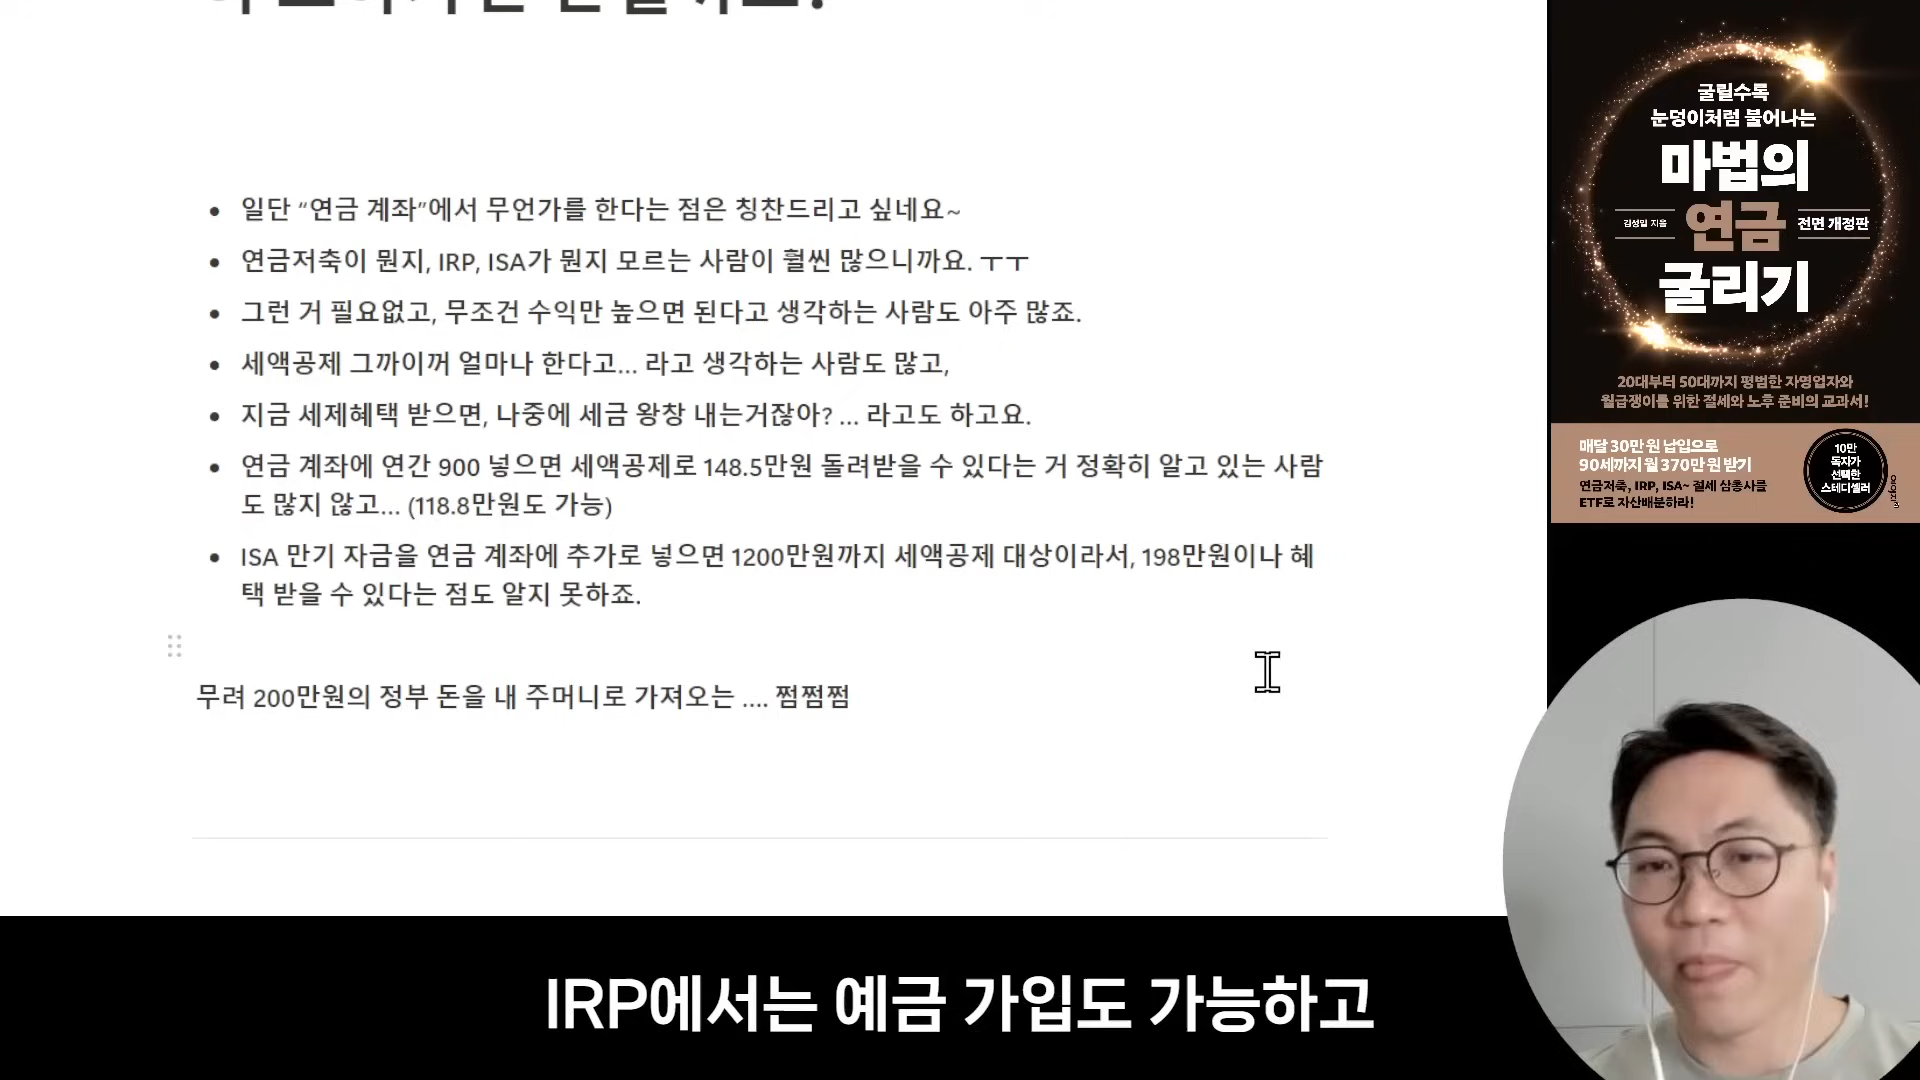 일단 “연금 계좌”에서 무언가를 한다는 점은 칭찬드리고 싶네요~
연금저축이 뭔지, IRP, ISA가 뭔지 모르는 사람이 훨씬 많으니까요. ㅜㅜ
그런 거 필요없고, 무조건 수익만 높으면 된다고 생각하는 사람도 아주 많죠.
세액공제 그까이꺼 얼마나 한다고... 라고 생각하는 사람도 많고,
지금 세제혜택 받으면, 나중에 세금 왕창 내는거잖아? ... 라고도 하고요.
연금 계좌에 연간 900 넣으면 세액공제로 148.5만원 돌려받을 수 있다는 거 정확히 알고 있는 사람
도 많지 않고... (118.8만원도 가능)
ISA 만기 자금을 연금 계좌에 추가로 넣으면 1200만원까지 세액공제 대상이라서, 198만원이나 혜
택 받을 수 있다는 점도 알지 못하죠.
무려 200만원의 정부 돈을 내 주머니로 가져오는 .... 쩜쩜쩜
굴릴수록
눈덩이처럼 불어나는
마법의
김성일 지음
연금
전면 개정판
굴리기
20대부터 50대까지 평범한 자영업자와
월급쟁이를 위한 절세와 노후 준비의 교과서!
매달 30만 원 납입으로
90세까지 월 370만 원 받기
연금저축, IRP, ISA~ 절세 삼총사를
ETF로 자산배분하라!
10만
독자가
선택한
스테디셀러
IRP에서는 예금 가입도 가능하고